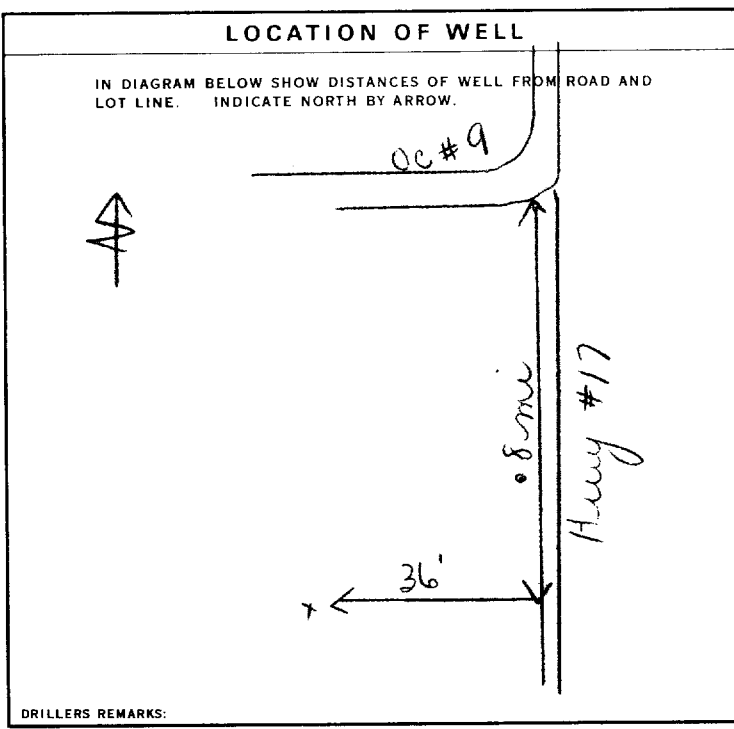 LOCATION OF WELL
IN DIAGRAM BELOW SHOW DISTANCES OF WELL FROM ROAD AND
LOT LINE. INDICATE NORTH BY ARROW.
OC # 9
N
.8 mi
Hwy #17
36'
x
DRILLERS REMARKS: